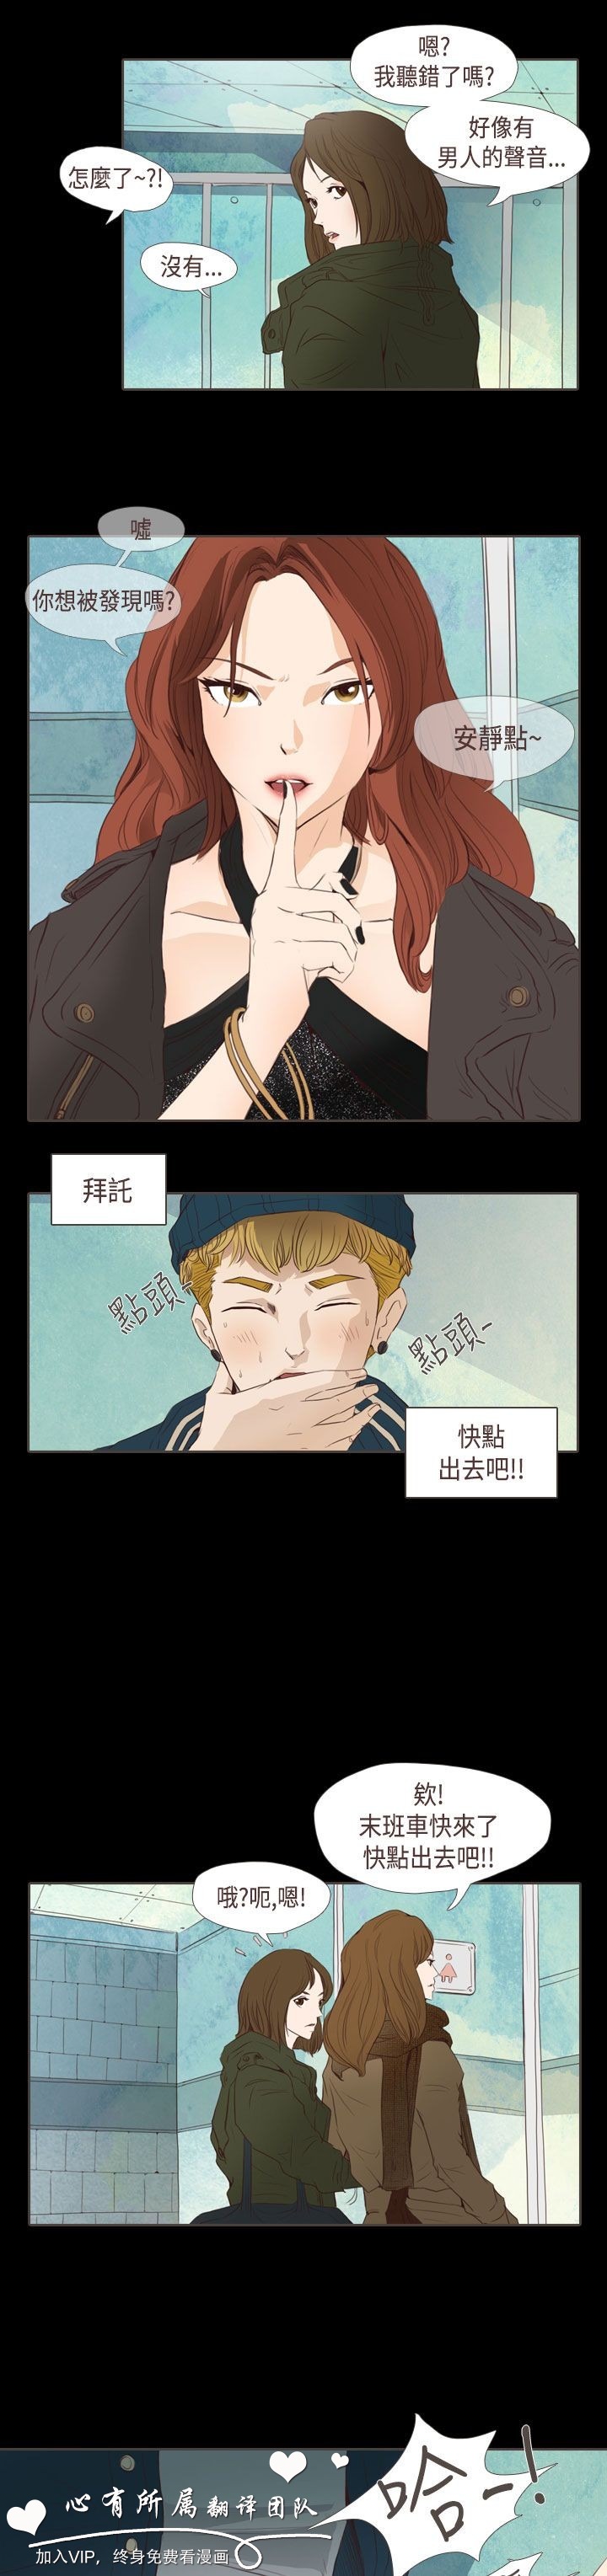 嗯?
我聽錯了嗎?
好像有
男人的聲音...
怎麼了~?!
沒有...
噓
你想被發現嗎?
安靜點~
拜託
點頭-
點頭-
快點
出去吧!!
欸!
末班車快來了
快點出去吧!!
哦?呃,嗯!
哈-!
心有所属翻译团队
加入VIP，终身免费看漫画